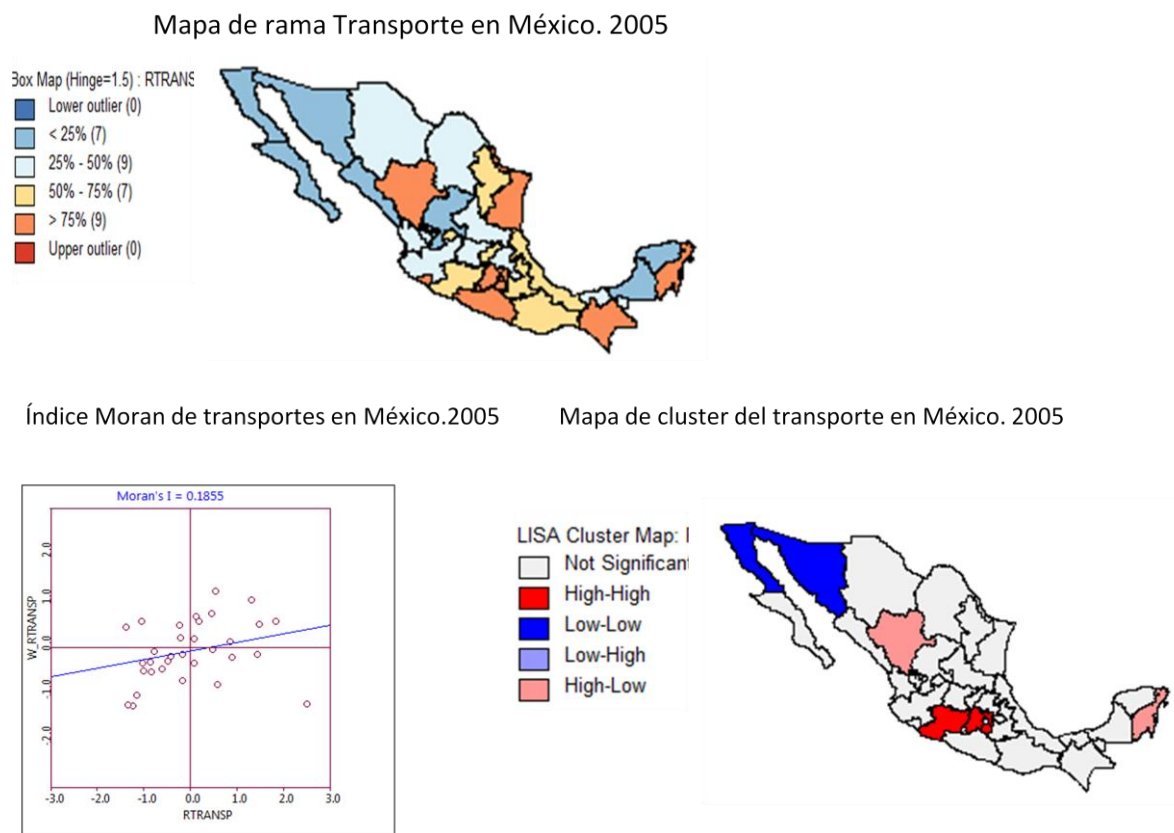 Mapa de rama Transporte en México. 2005
Box Map (Hinge=1.5) : RTRANS
Lower outlier (0)
< 25% (7)
25% - 50% (9)
50% - 75% (7)
> 75% (9)
Upper outlier (0)
Índice Moran de transportes en México.2005
Mapa de cluster del transporte en México. 2005
Moran's I = 0.1855
W_RTRANSP
2.0
1.0
0.0
-1.0
-2.0
-3.0 -2.0 -1.0 0.0 1.0 2.0 3.0
RTRANSP
LISA Cluster Map:
Not Significant
High-High
Low-Low
Low-High
High-Low